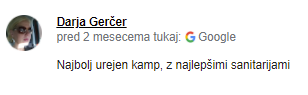 Darja Gerčer
pred 2 mesecema tukaj: Google
Najbolj urejen kamp, z najlepšimi sanitarijami